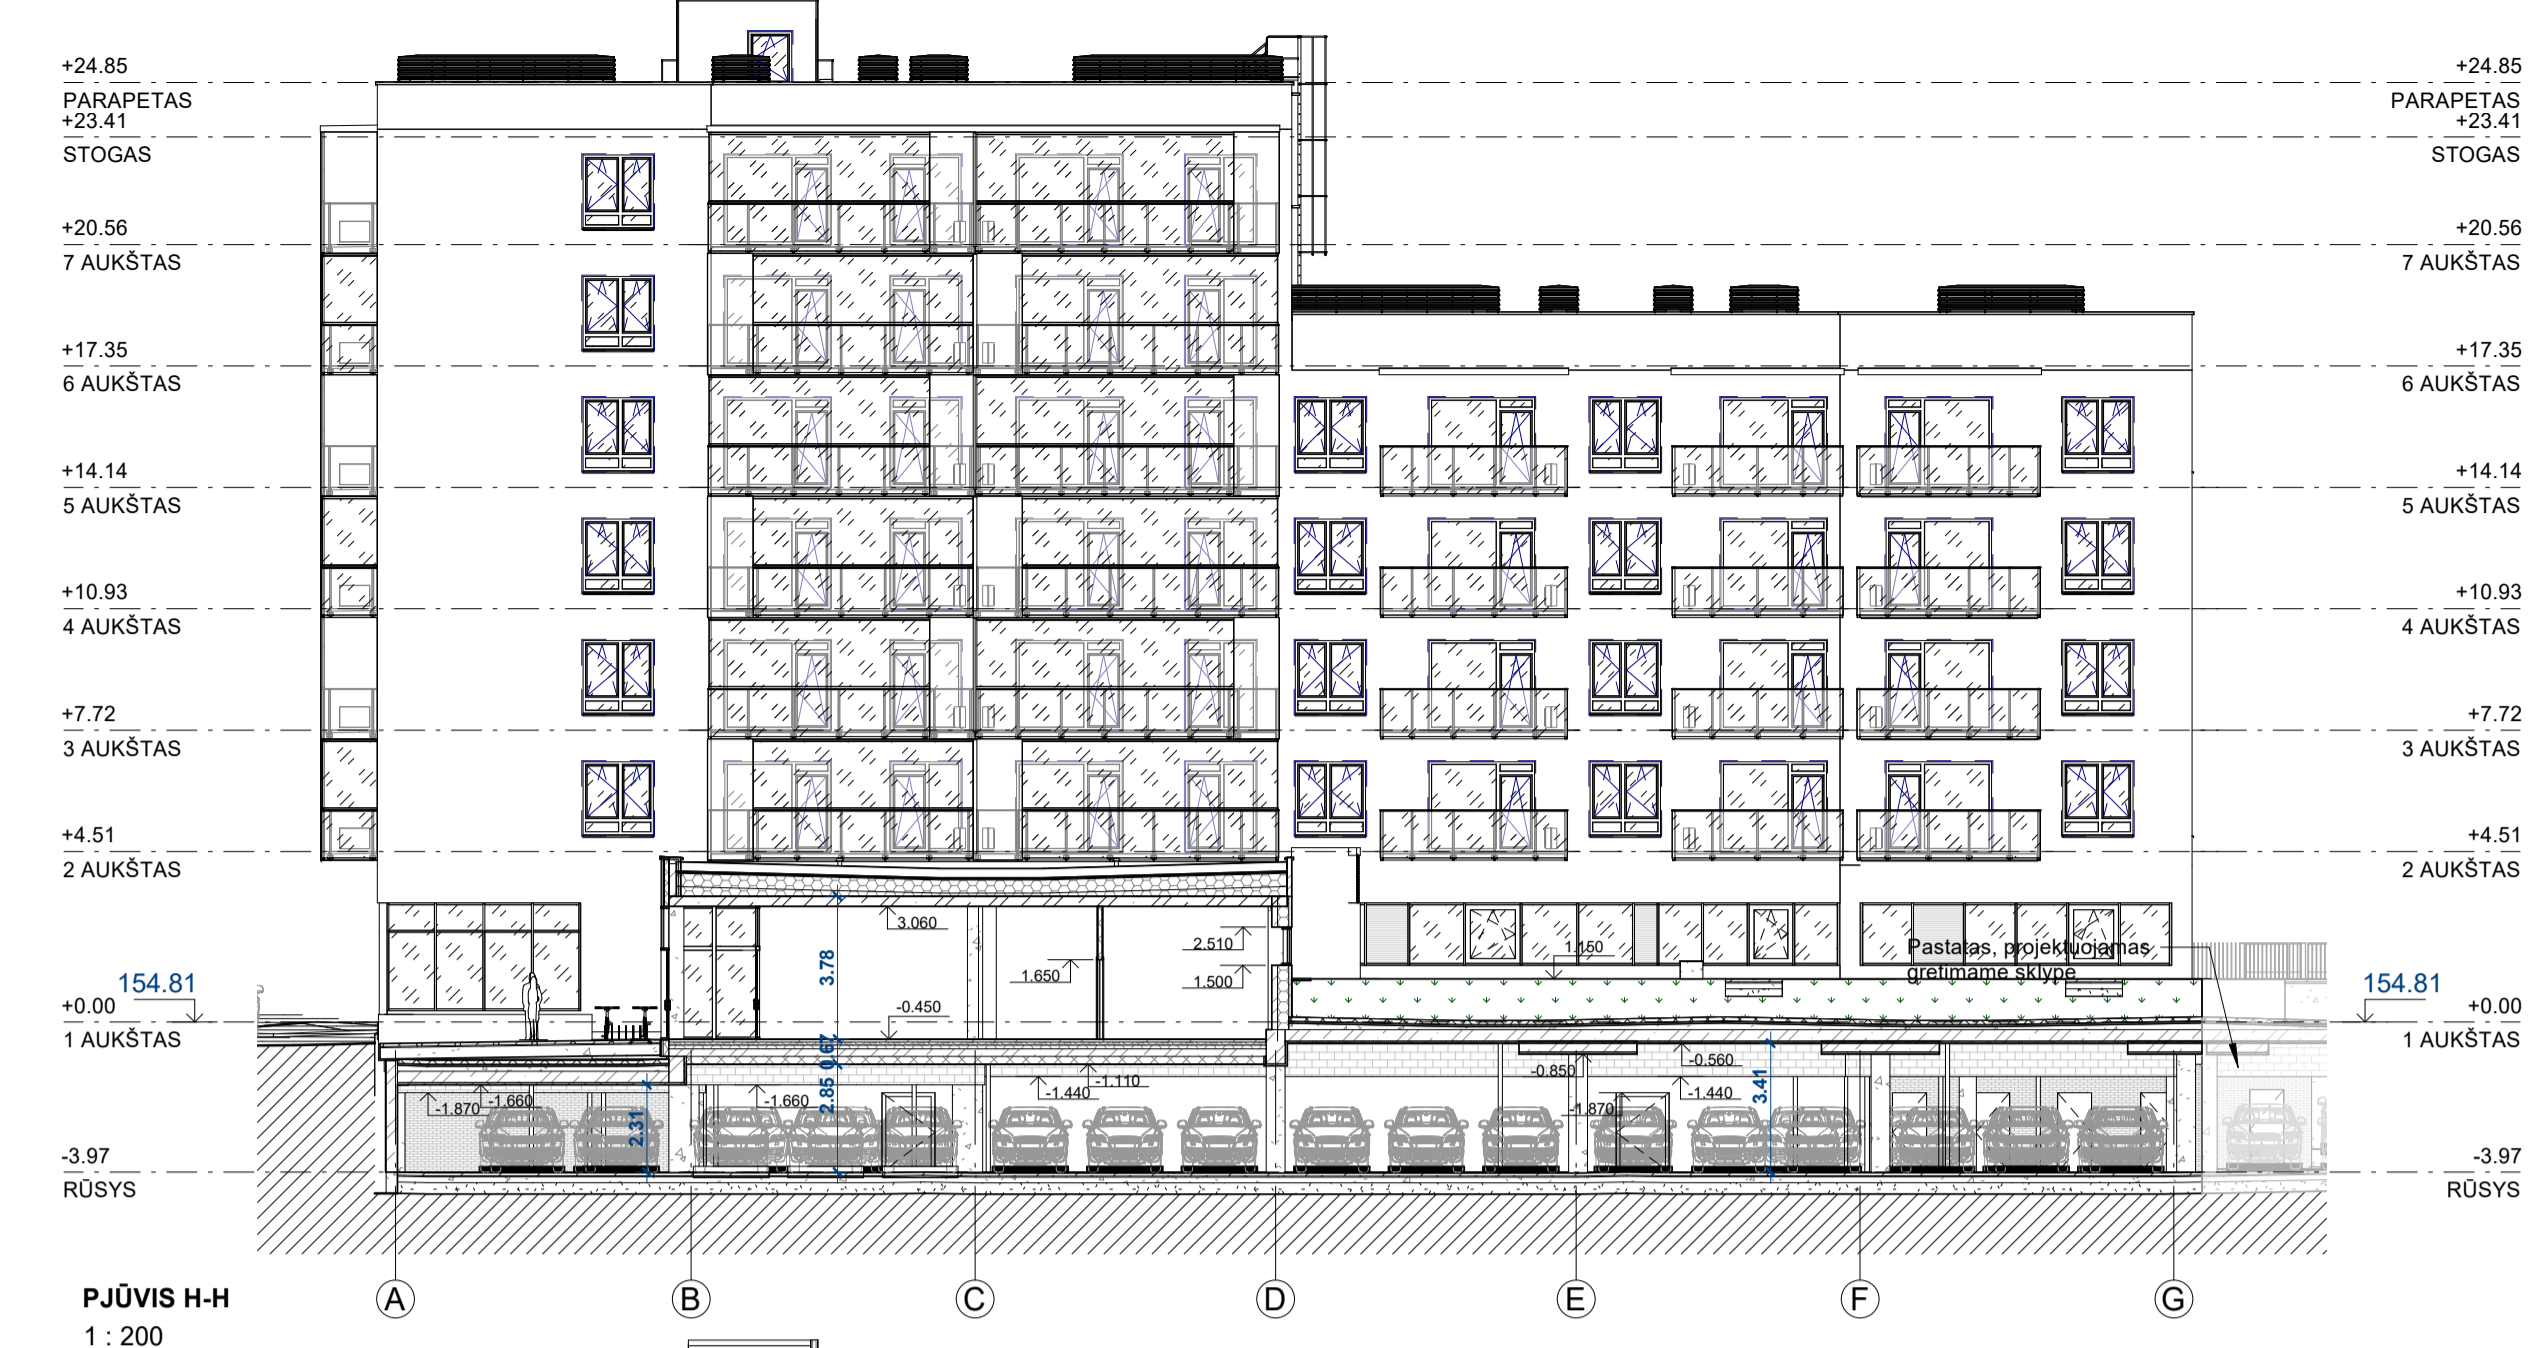 +24.85 +24.85
PARAPETAS PARAPETAS
+23.41 +23.41
STOGAS STOGAS
+20.56 +20.56
7 AUKŠTAS 7 AUKŠTAS
+17.35 +17.35
6 AUKŠTAS 6 AUKŠTAS
+14.14 +14.14
5 AUKŠTAS 5 AUKŠTAS
+10.93 +10.93
4 AUKŠTAS 4 AUKŠTAS
+7.72 +7.72
3 AUKŠTAS 3 AUKŠTAS
+4.51 +4.51
2 AUKŠTAS 2 AUKŠTAS
3.060
2.510
1.150
Pastatas, projektuojamas
gretimame sklype
3.78
1.650
1.500
154.81 154.81
+0.00 +0.00
-0.450
1 AUKŠTAS 1 AUKŠTAS
0.67
-0.560
-0.850
-1.110
2.85
-1.440
-1.440
3.41
-1.660
-1.870
-1.660
-1.870
2.31
-3.97 -3.97
RŪSYS RŪSYS
A B C D E F G
PJŪVIS H-H
1 : 200